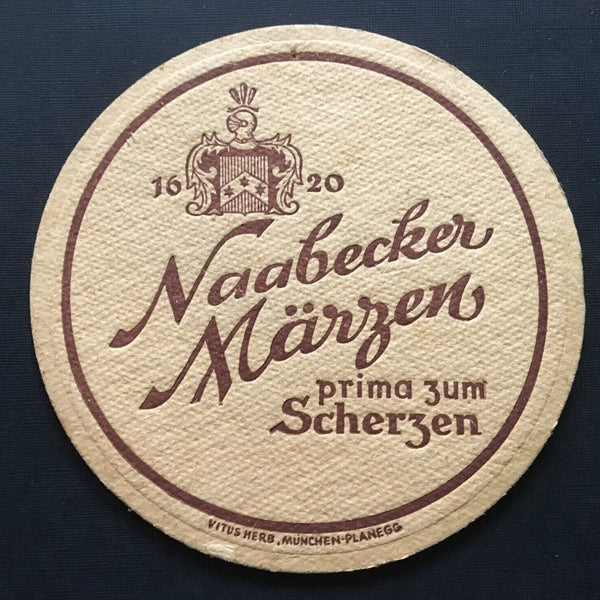 16 20
Naabecker
Märzen
prima zum
Scherzen
VITUS HERB, MÜNCHEN-PLANEGG